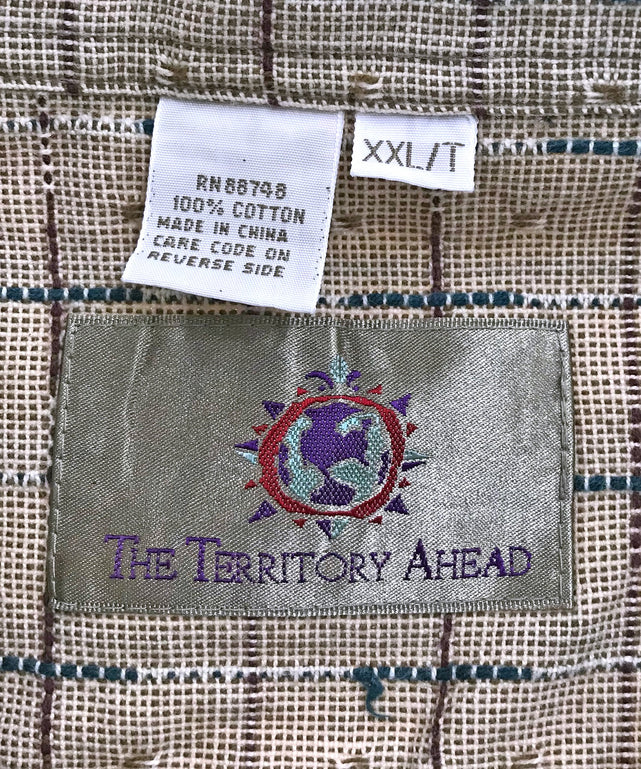 RN88748
100% COTTON
MADE IN CHINA
CARE CODE ON
REVERSE SIDE
XXL/T
THE TERRITORY AHEAD